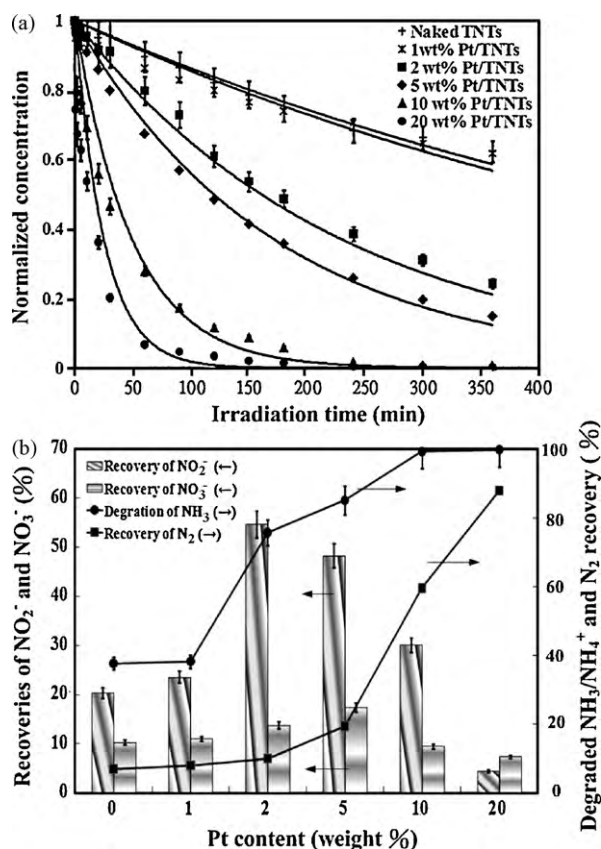 (a)
Naked TNTs
1wt% Pt/TNTs
2 wt% Pt/TNTs
5 wt% Pt/TNTs
10 wt% Pt/TNTs
20 wt% Pt/TNTs
Normalized concentration
1
0.8
0.6
0.4
0.2
0
0 50 100 150 200 250 300 350 400
Irradiation time (min)
(b)
Recovery of NO₂⁻ (←)
Recovery of NO₃⁻ (←)
Degration of NH₃ (→)
Recovery of N₂ (→)
Recoveries of NO₂⁻ and NO₃⁻ (%)
70
60
50
40
30
20
10
0
0 1 2 5 10 20
Pt content (weight %)
100
80
60
40
20
0
Degraded NH₃/NH₄⁺ and N₂ recovery (%)